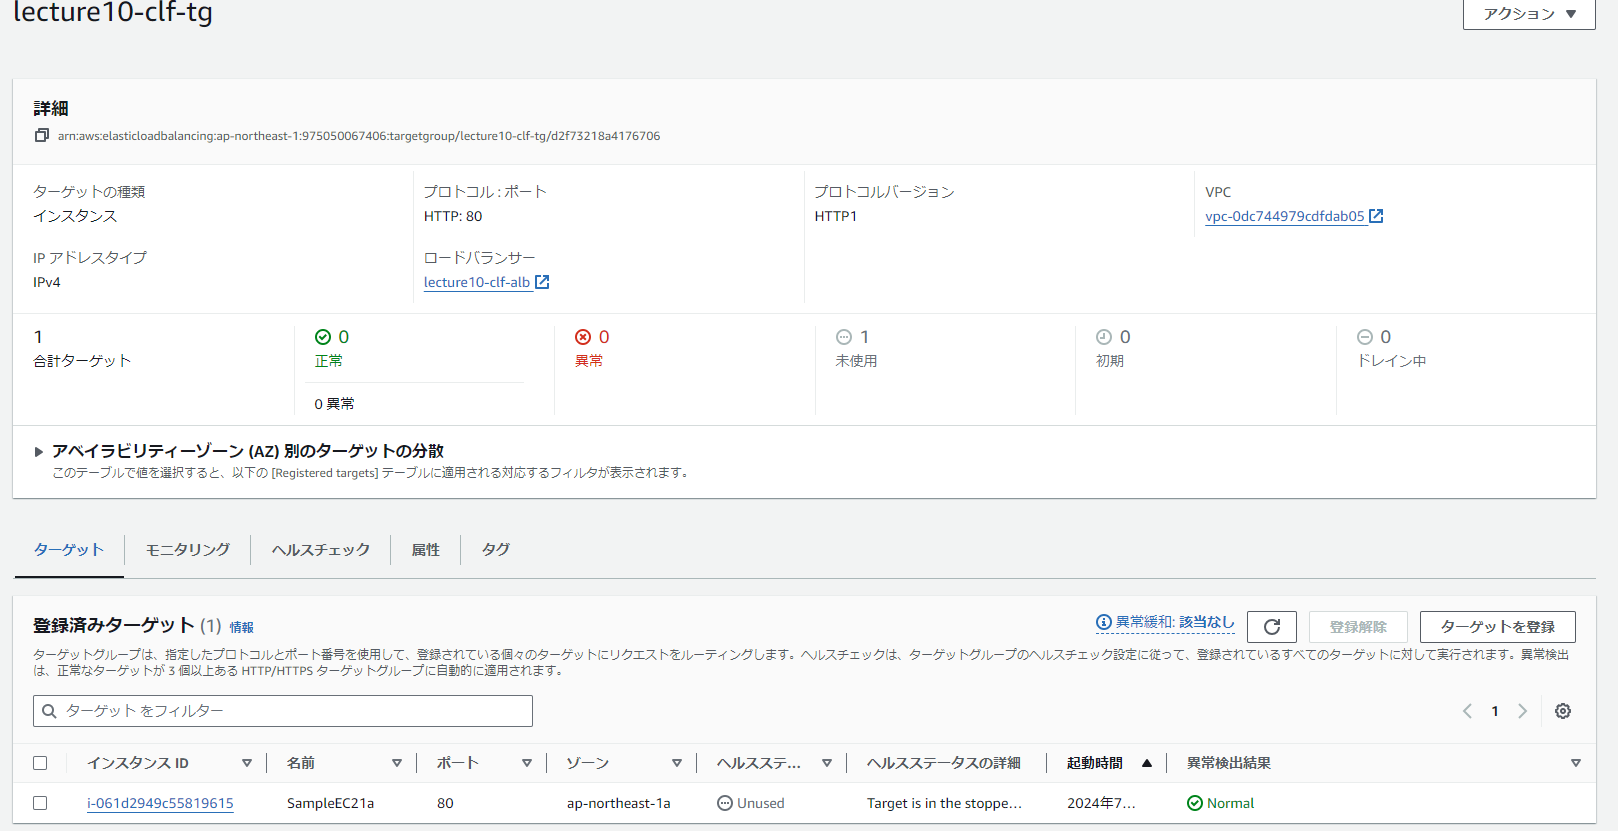 lecture10-clf-tg
アクション
詳細
arn:aws:elasticloadbalancing:ap-northeast-1:975050067406:targetgroup/lecture10-clf-tg/d2f73218a4176706
ターゲットの種類
インスタンス
プロトコル : ポート
HTTP: 80
プロトコルバージョン
HTTP1
VPC
vpc-0dc744979cdfdab05
IP アドレスタイプ
IPv4
ロードバランサー
lecture10-clf-alb
1
合計ターゲット
0
正常
0 異常
0
異常
1
未使用
0
初期
0
ドレイン中
アベイラビリティーゾーン (AZ) 別のターゲットの分散
このテーブルで値を選択すると、以下の [Registered targets] テーブルに適用される対応するフィルタが表示されます。
ターゲット モニタリング ヘルスチェック 属性 タグ
登録済みターゲット (1) 情報
異常緩和: 該当なし
登録解除
ターゲットを登録
ターゲットグループは、指定したプロトコルとポート番号を使用して、登録されている個々のターゲットにリクエストをルーティングします。ヘルスチェックは、ターゲットグループのヘルスチェック設定に従って、登録されているすべてのターゲットに対して実行されます。異常検出
は、正常なターゲットが 3 個以上ある HTTP/HTTPS ターゲットグループに自動的に適用されます。
ターゲット をフィルター
1
インスタンス ID 名前 ポート ゾーン ヘルスステ... ヘルスステータスの詳細 起動時間 異常検出結果
i-061d2949c55819615 SampleEC21a 80 ap-northeast-1a Unused Target is in the stoppe... 2024年7... Normal